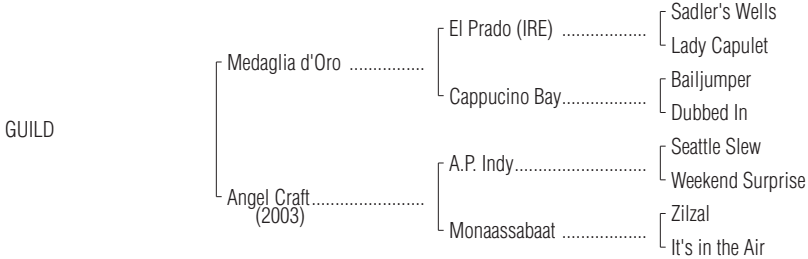 Sadler's Wells
El Prado (IRE) ..................
Lady Capulet
Medaglia d'Oro ................
Bailjumper
Cappucino Bay..................
Dubbed In
GUILD
Seattle Slew
A.P. Indy............................
Weekend Surprise
Angel Craft........................
(2003)
Zilzal
Monaassabaat ..................
It's in the Air